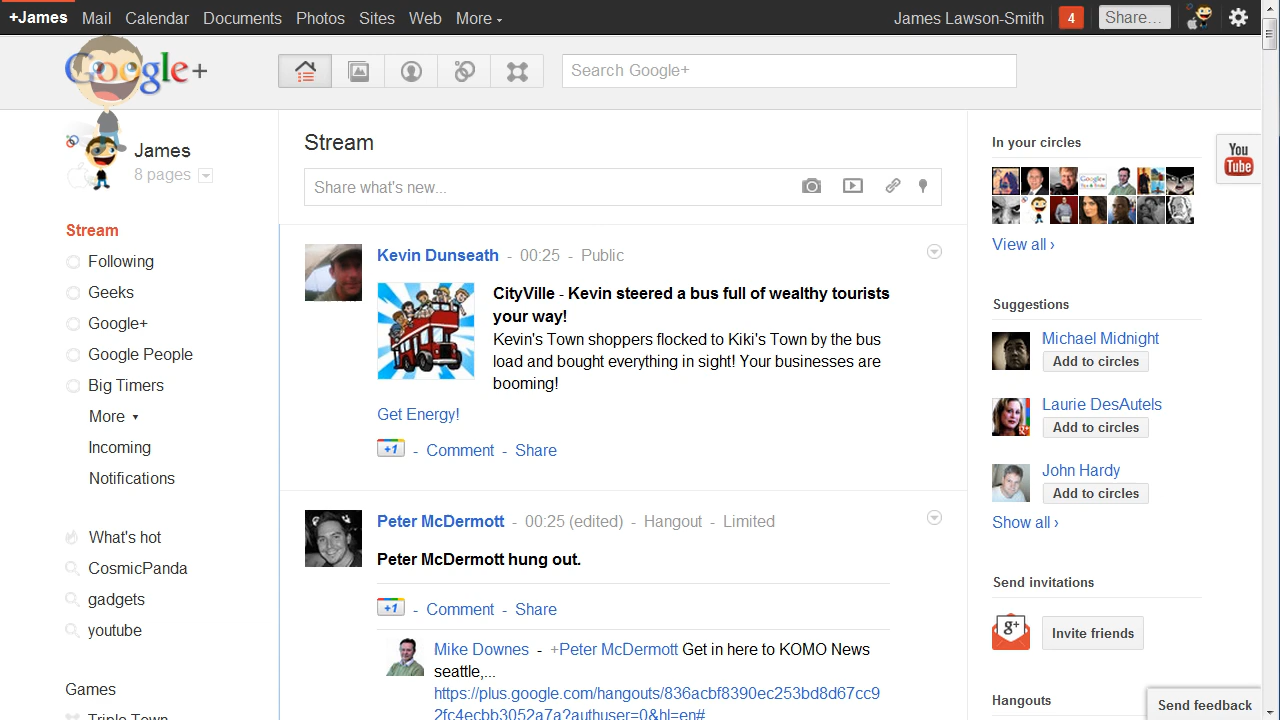 +James Mail Calendar Documents Photos Sites Web More
James Lawson-Smith 4 Share…
Google+
Search Google+
James
8 pages
Stream
Following
Geeks
Google+
Google People
Big Timers
More
Incoming
Notifications
What's hot
CosmicPanda
gadgets
youtube
Games
Triple Town
Stream
Share what's new...
Kevin Dunseath - 00:25 - Public
CityVille - Kevin steered a bus full of wealthy tourists
your way!
Kevin's Town shoppers flocked to Kiki's Town by the bus
load and bought everything in sight! Your businesses are
booming!
Get Energy!
+1 - Comment - Share
Peter McDermott - 00:25 (edited) - Hangout - Limited
Peter McDermott hung out.
+1 - Comment - Share
Mike Downes - +Peter McDermott Get in here to KOMO News
seattle,...
https://plus.google.com/hangouts/836acbf8390ec253bd8d67cc9
2fc4ecbb3052a7a?authuser=0&hl=en#
In your circles
View all ›
Suggestions
Michael Midnight
Add to circles
Laurie DesAutels
Add to circles
John Hardy
Add to circles
Show all ›
Send invitations
g+
Invite friends
Hangouts
Send feedback
You
Tube